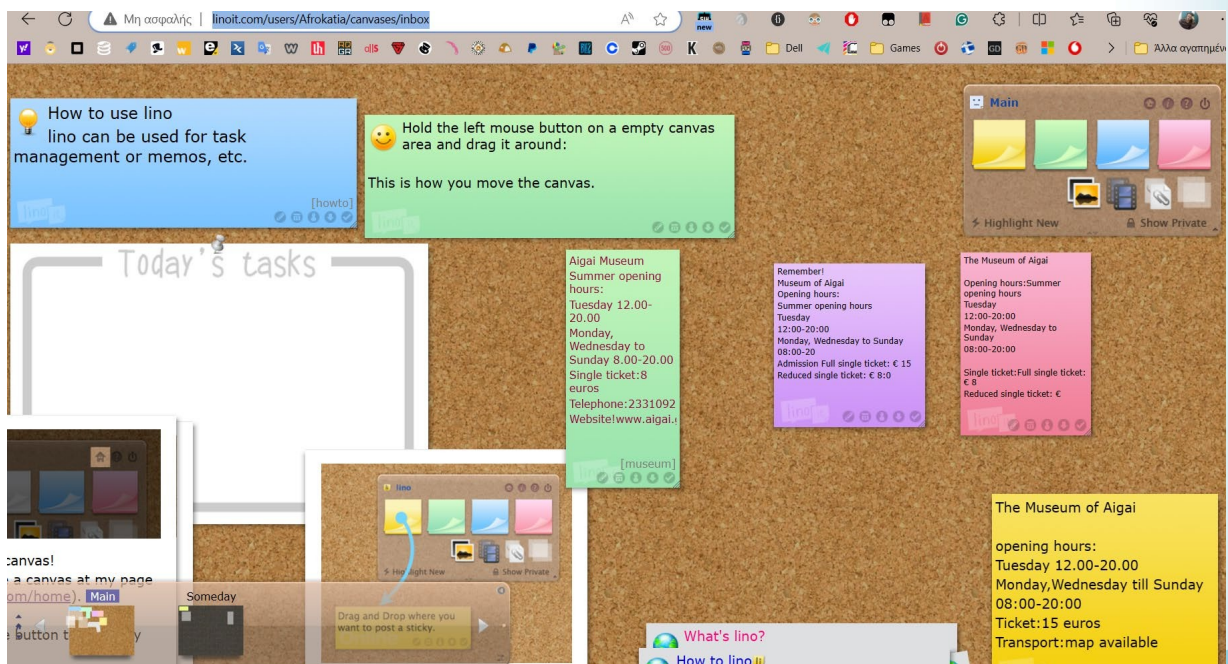 Μη ασφαλής | linoit.com/users/Afrokatia/canvases/inbox
new
Dell
Games
Άλλα αγαπημέν
How to use lino
lino can be used for task
management or memos, etc.
[howto]
lino
Hold the left mouse button on a empty canvas
area and drag it around:
This is how you move the canvas.
lino
Main
Highlight New
Show Private
Today's tasks
Aigai Museum
Summer opening
hours:
Tuesday 12.00-
20.00
Monday,
Wednesday to
Sunday 8.00-20.00
Single ticket:8
euros
Telephone:2331092
Website!www.aigai.
[museum]
Remember!
Museum of Aigai
Opening hours:
Summer opening hours
Tuesday
12:00-20:00
Monday, Wednesday to Sunday
08:00-20
Admission Full single ticket: € 15
Reduced single ticket: € 8:0
lino
The Museum of Aigai
Opening hours:Summer
opening hours
Tuesday
12:00-20:00
Monday, Wednesday to
Sunday
08:00-20:00
Single ticket:Full single ticket:
€ 8
Reduced single ticket: €
lino
The Museum of Aigai
opening hours:
Tuesday 12.00-20.00
Monday,Wednesday till Sunday
08:00-20:00
Ticket:15 euros
Transport:map available
lino
Highlight New
Show Private
Drag and Drop where you
want to post a sticky.
canvas!
a canvas at my page
om/home).
Main
Someday
button t
y
What's lino?
How to lino